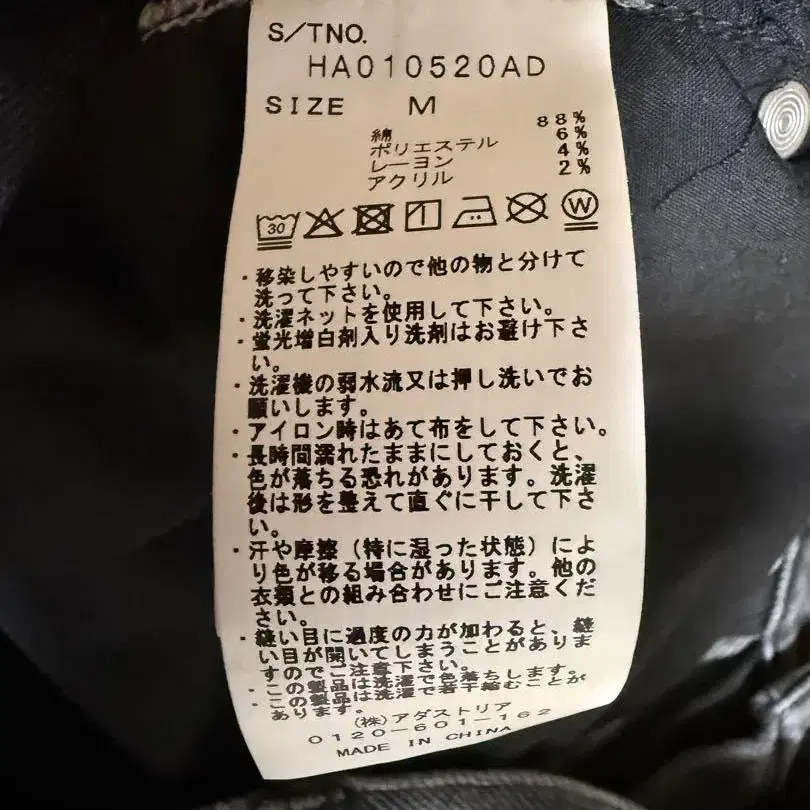 S/TNO.
HA010520AD
SIZE M
綿 88%
ポリエステル 6%
レーヨン 4%
アクリル 2%
30 W
・移染しやすいので他の物と分けて
洗って下さい。
・洗濯ネットを使用して下さい。
・蛍光増白剤入り洗剤はお避け下さ
い。
・洗濯機の弱水流又は押し洗いでお
願いします。
・アイロン時はあて布をして下さい。
・長時間濡れたままにしておくと、
色が落ちる恐れがあります。洗濯
後は形を整えて直ぐに干して下さ
い。
・汗や摩擦（特に湿った状態）によ
り色が移る場合があります。他の
衣類との組み合わせにご注意くだ
さい。
・縫い目に過度の力が加わると、縫
い目が開いてしまうことがありま
すのでご注意下さい。
・この製品は洗濯で色落ちします。
・この製品は洗濯で若干縮むことが
あります。
(株)アダストリア
0120-601-162
MADE IN CHINA